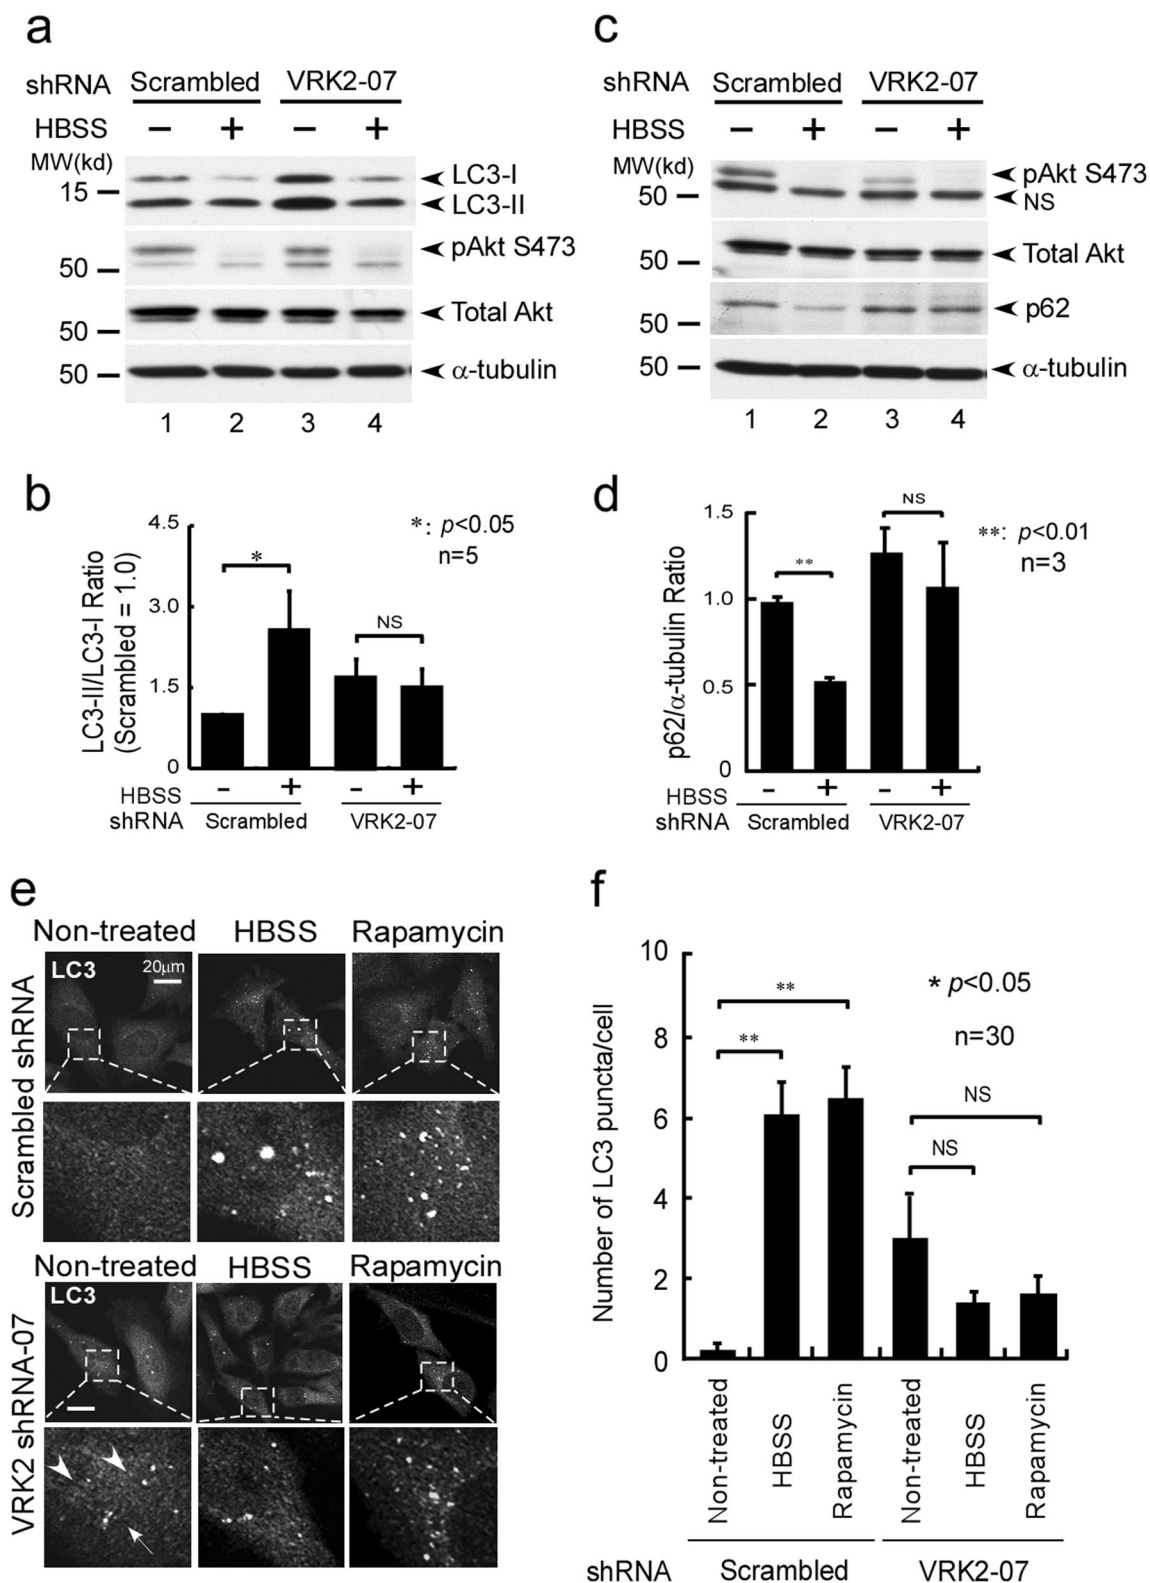 a
shRNA Scrambled VRK2-07
HBSS − + − +
MW(kd)
15
LC3-I
LC3-II
pAkt S473
50
Total Akt
50
50
α-tubulin
1 2 3 4
c
shRNA Scrambled VRK2-07
HBSS − + − +
MW(kd)
pAkt S473
50
NS
50
Total Akt
p62
50
50
α-tubulin
1 2 3 4
b
LC3-II/LC3-I Ratio
(Scrambled = 1.0)
4.5
3.0
1.5
0
*
NS
*: p<0.05
n=5
HBSS − + − +
shRNA Scrambled VRK2-07
d
p62/α-tubulin Ratio
1.5
1.0
0.5
0
**
NS
**: p<0.01
n=3
HBSS − + − +
shRNA Scrambled VRK2-07
e
Non-treated HBSS Rapamycin
Scrambled shRNA
LC3
20μm
Non-treated HBSS Rapamycin
VRK2 shRNA-07
LC3
f
Number of LC3 puncta/cell
10
8
6
4
2
0
**
**
* p<0.05
n=30
NS
NS
Non-treated
HBSS
Rapamycin
Non-treated
HBSS
Rapamycin
shRNA Scrambled VRK2-07